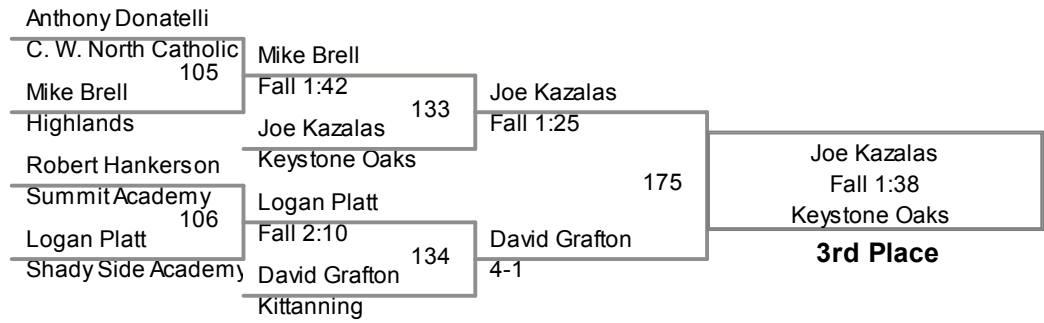 Anthony Donatelli
C. W. North Catholic
105
Mike Brell
Highlands
Robert Hankerson
Summit Academy
106
Logan Platt
Shady Side Academy
Mike Brell
Fall 1:42
133
Joe Kazalas
Keystone Oaks
Logan Platt
Fall 2:10
134
David Grafton
Kittanning
Joe Kazalas
Fall 1:25
175
David Grafton
4-1
Joe Kazalas
Fall 1:38
Keystone Oaks
3rd Place